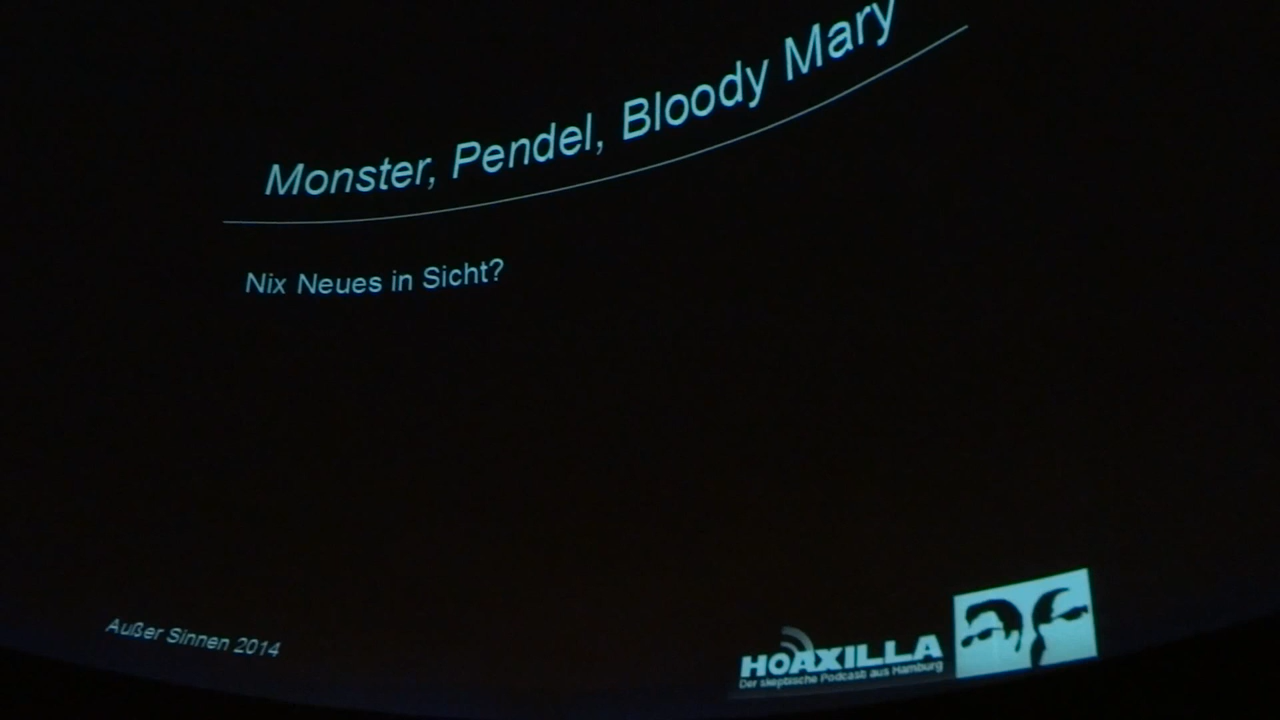 Monster, Pendel, Bloody Mary
Nix Neues in Sicht?
Außer Sinnen 2014
HOAXILLA
Der skeptische Podcast aus Hamburg